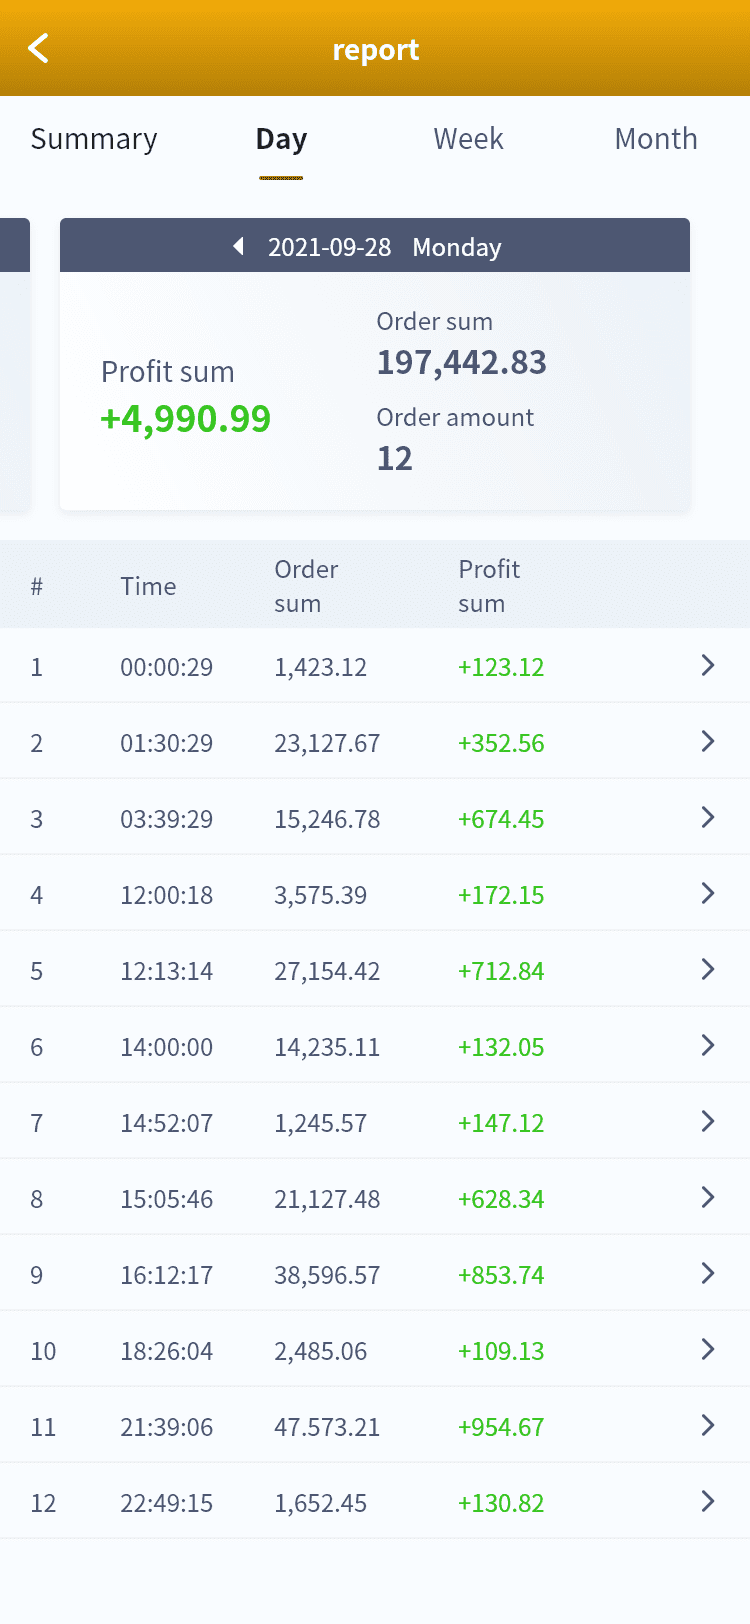 report
Summary Day Week Month
2021-09-28 Monday
Profit sum
+4,990.99
Order sum
197,442.83
Order amount
12
# Time Order sum Profit sum
1 00:00:29 1,423.12 +123.12
2 01:30:29 23,127.67 +352.56
3 03:39:29 15,246.78 +674.45
4 12:00:18 3,575.39 +172.15
5 12:13:14 27,154.42 +712.84
6 14:00:00 14,235.11 +132.05
7 14:52:07 1,245.57 +147.12
8 15:05:46 21,127.48 +628.34
9 16:12:17 38,596.57 +853.74
10 18:26:04 2,485.06 +109.13
11 21:39:06 47.573.21 +954.67
12 22:49:15 1,652.45 +130.82